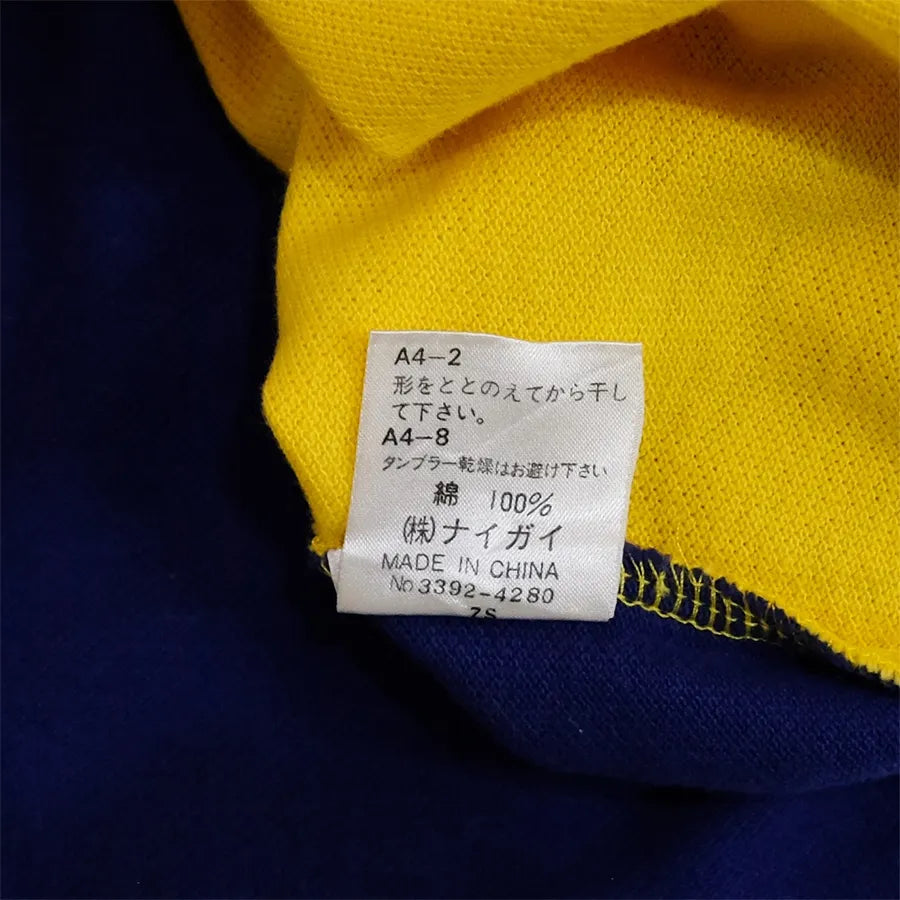 A4-2
形をととのえてから干し
て下さい。
A4-8
タンブラー乾燥はお避け下さい
綿 100%
(株)ナイガイ
MADE IN CHINA
No3392-4280
7S